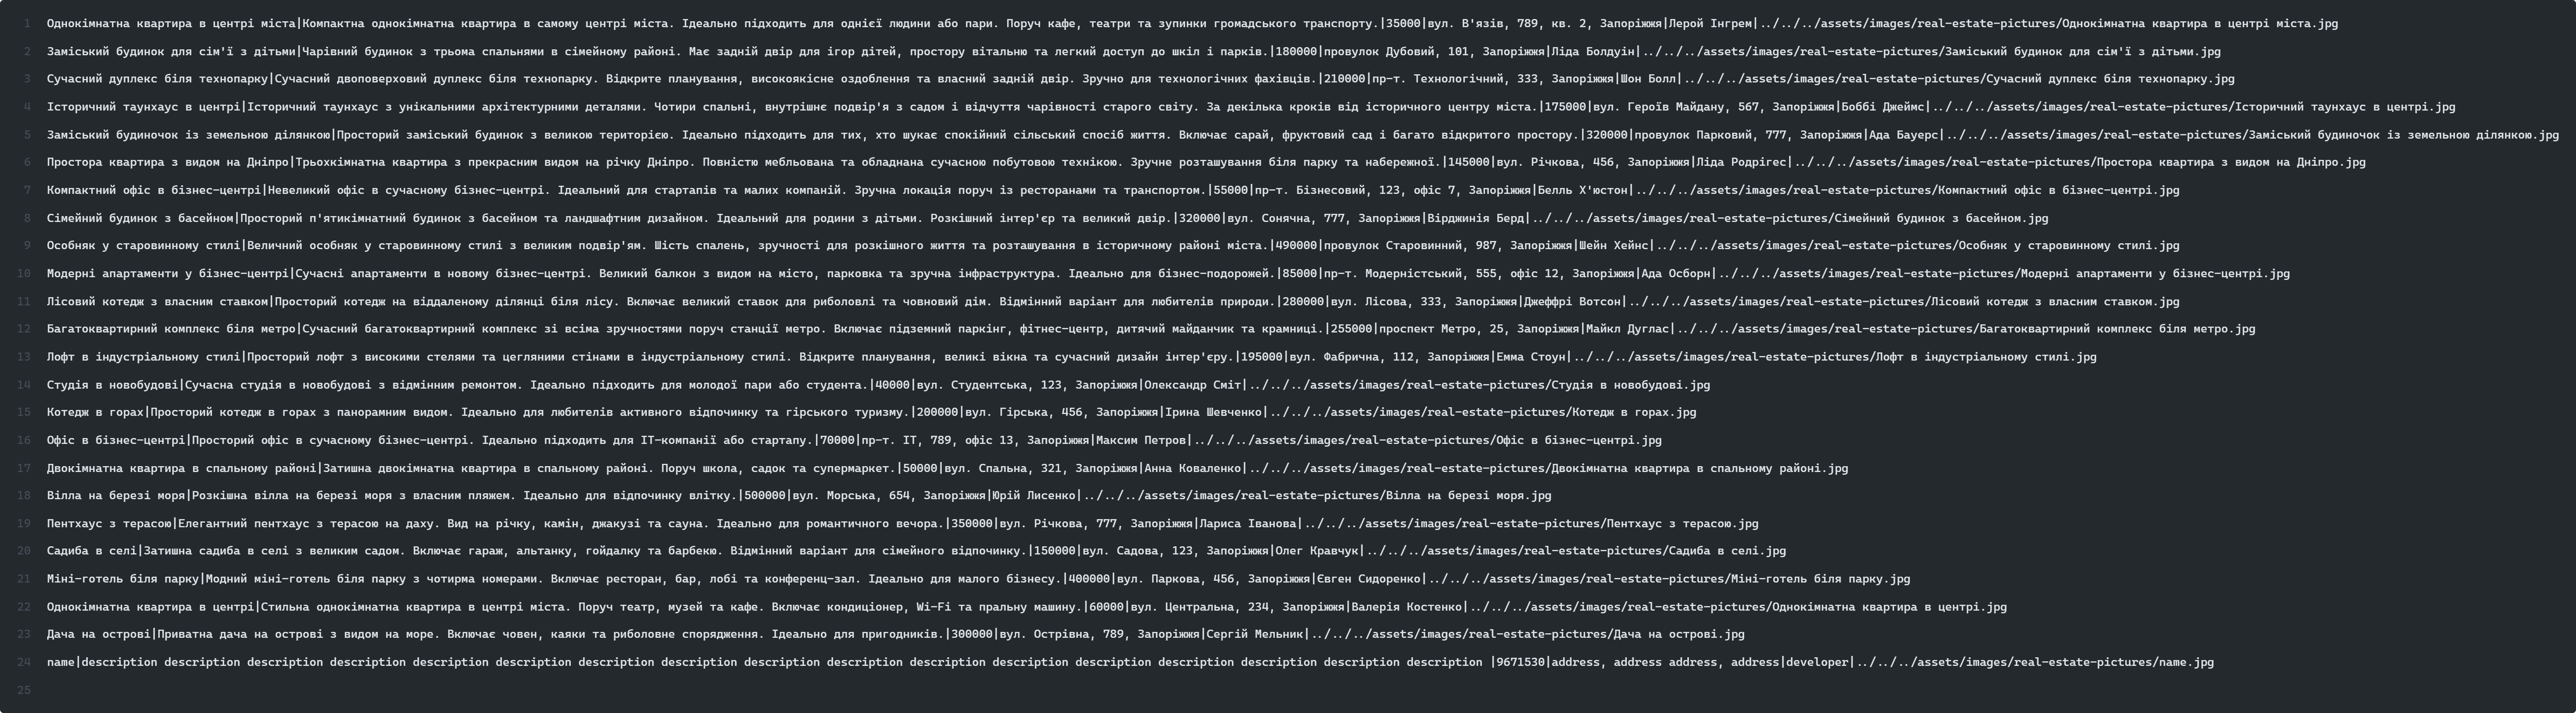 1 Однокімнатна квартира в центрі міста|Компактна однокімнатна квартира в самому центрі міста. Ідеально підходить для однієї людини або пари. Поруч кафе, театри та зупинки громадського транспорту.|35000|вул. В'язів, 789, кв. 2, Запоріжжя|Лерой Інгрем|../../../assets/images/real-estate-pictures/Однокімнатна квартира в центрі міста.jpg
2 Заміський будинок для сім'ї з дітьми|Чарівний будинок з трьома спальнями в сімейному районі. Має задній двір для ігор дітей, простору вітальню та легкий доступ до шкіл і парків.|180000|провулок Дубовий, 101, Запоріжжя|Ліда Болдуін|../../../assets/images/real-estate-pictures/Заміський будинок для сім'ї з дітьми.jpg
3 Сучасний дуплекс біля технопарку|Сучасний двоповерховий дуплекс біля технопарку. Відкрите планування, високоякісне оздоблення та власний задній двір. Зручно для технологічних фахівців.|210000|пр-т. Технологічний, 333, Запоріжжя|Шон Болл|../../../assets/images/real-estate-pictures/Сучасний дуплекс біля технопарку.jpg
4 Історичний таунхаус в центрі|Історичний таунхаус з унікальними архітектурними деталями. Чотири спальні, внутрішнє подвір'я з садом і відчуття чарівності старого світу. За декілька кроків від історичного центру міста.|175000|вул. Героїв Майдану, 567, Запоріжжя|Боббі Джеймс|../../../assets/images/real-estate-pictures/Історичний таунхаус в центрі.jpg
5 Заміський будиночок із земельною ділянкою|Просторий заміський будинок з великою територією. Ідеально підходить для тих, хто шукає спокійний сільський спосіб життя. Включає сарай, фруктовий сад і багато відкритого простору.|320000|провулок Парковий, 777, Запоріжжя|Ада Бауерс|../../../assets/images/real-estate-pictures/Заміський будиночок із земельною ділянкою.jpg
6 Простора квартира з видом на Дніпро|Трьохкімнатна квартира з прекрасним видом на річку Дніпро. Повністю мебльована та обладнана сучасною побутовою технікою. Зручне розташування біля парку та набережної.|145000|вул. Річкова, 456, Запоріжжя|Ліда Родрігес|../../../assets/images/real-estate-pictures/Простора квартира з видом на Дніпро.jpg
7 Компактний офіс в бізнес-центрі|Невеликий офіс в сучасному бізнес-центрі. Ідеальний для стартапів та малих компаній. Зручна локація поруч із ресторанами та транспортом.|55000|пр-т. Бізнесовий, 123, офіс 7, Запоріжжя|Белль Х'юстон|../../../assets/images/real-estate-pictures/Компактний офіс в бізнес-центрі.jpg
8 Сімейний будинок з басейном|Просторий п'ятикімнатний будинок з басейном та ландшафтним дизайном. Ідеальний для родини з дітьми. Розкішний інтер'єр та великий двір.|320000|вул. Сонячна, 777, Запоріжжя|Вірджинія Берд|../../../assets/images/real-estate-pictures/Сімейний будинок з басейном.jpg
9 Особняк у старовинному стилі|Величний особняк у старовинному стилі з великим подвір'ям. Шість спалень, зручності для розкішного життя та розташування в історичному районі міста.|490000|провулок Старовинний, 987, Запоріжжя|Шейн Хейнс|../../../assets/images/real-estate-pictures/Особняк у старовинному стилі.jpg
10 Модерні апартаменти у бізнес-центрі|Сучасні апартаменти в новому бізнес-центрі. Великий балкон з видом на місто, парковка та зручна інфраструктура. Ідеально для бізнес-подорожей.|85000|пр-т. Модерністський, 555, офіс 12, Запоріжжя|Ада Осборн|../../../assets/images/real-estate-pictures/Модерні апартаменти у бізнес-центрі.jpg
11 Лісовий котедж з власним ставком|Просторий котедж на віддаленому ділянці біля лісу. Включає великий ставок для риболовлі та човновий дім. Відмінний варіант для любителів природи.|280000|вул. Лісова, 333, Запоріжжя|Джеффрі Вотсон|../../../assets/images/real-estate-pictures/Лісовий котедж з власним ставком.jpg
12 Багатоквартирний комплекс біля метро|Сучасний багатоквартирний комплекс зі всіма зручностями поруч станції метро. Включає підземний паркінг, фітнес-центр, дитячий майданчик та крамниці.|255000|проспект Метро, 25, Запоріжжя|Майкл Дуглас|../../../assets/images/real-estate-pictures/Багатоквартирний комплекс біля метро.jpg
13 Лофт в індустріальному стилі|Просторий лофт з високими стелями та цегляними стінами в індустріальному стилі. Відкрите планування, великі вікна та сучасний дизайн інтер'єру.|195000|вул. Фабрична, 112, Запоріжжя|Емма Стоун|../../../assets/images/real-estate-pictures/Лофт в індустріальному стилі.jpg
14 Студія в новобудові|Сучасна студія в новобудові з відмінним ремонтом. Ідеально підходить для молодої пари або студента.|40000|вул. Студентська, 123, Запоріжжя|Олександр Сміт|../../../assets/images/real-estate-pictures/Студія в новобудові.jpg
15 Котедж в горах|Просторий котедж в горах з панорамним видом. Ідеально для любителів активного відпочинку та гірського туризму.|200000|вул. Гірська, 456, Запоріжжя|Ірина Шевченко|../../../assets/images/real-estate-pictures/Котедж в горах.jpg
16 Офіс в бізнес-центрі|Просторий офіс в сучасному бізнес-центрі. Ідеально підходить для ІТ-компанії або стартапу.|70000|пр-т. ІТ, 789, офіс 13, Запоріжжя|Максим Петров|../../../assets/images/real-estate-pictures/Офіс в бізнес-центрі.jpg
17 Двокімнатна квартира в спальному районі|Затишна двокімнатна квартира в спальному районі. Поруч школа, садок та супермаркет.|50000|вул. Спальна, 321, Запоріжжя|Анна Коваленко|../../../assets/images/real-estate-pictures/Двокімнатна квартира в спальному районі.jpg
18 Вілла на березі моря|Розкішна вілла на березі моря з власним пляжем. Ідеально для відпочинку влітку.|500000|вул. Морська, 654, Запоріжжя|Юрій Лисенко|../../../assets/images/real-estate-pictures/Вілла на березі моря.jpg
19 Пентхаус з терасою|Елегантний пентхаус з терасою на даху. Вид на річку, камін, джакузі та сауна. Ідеально для романтичного вечора.|350000|вул. Річкова, 777, Запоріжжя|Лариса Іванова|../../../assets/images/real-estate-pictures/Пентхаус з терасою.jpg
20 Садиба в селі|Затишна садиба в селі з великим садом. Включає гараж, альтанку, гойдалку та барбекю. Відмінний варіант для сімейного відпочинку.|150000|вул. Садова, 123, Запоріжжя|Олег Кравчук|../../../assets/images/real-estate-pictures/Садиба в селі.jpg
21 Міні-готель біля парку|Модний міні-готель біля парку з чотирма номерами. Включає ресторан, бар, лобі та конференц-зал. Ідеально для малого бізнесу.|400000|вул. Паркова, 456, Запоріжжя|Євген Сидоренко|../../../assets/images/real-estate-pictures/Міні-готель біля парку.jpg
22 Однокімнатна квартира в центрі|Стильна однокімнатна квартира в центрі міста. Поруч театр, музей та кафе. Включає кондиціонер, Wi-Fi та пральну машину.|60000|вул. Центральна, 234, Запоріжжя|Валерія Костенко|../../../assets/images/real-estate-pictures/Однокімнатна квартира в центрі.jpg
23 Дача на острові|Приватна дача на острові з видом на море. Включає човен, каяки та риболовне спорядження. Ідеально для пригодників.|300000|вул. Острівна, 789, Запоріжжя|Сергій Мельник|../../../assets/images/real-estate-pictures/Дача на острові.jpg
24 name|description description description description description description description description description description description description description description description description description |9671530|address, address address, address|developer|../../../assets/images/real-estate-pictures/name.jpg
25